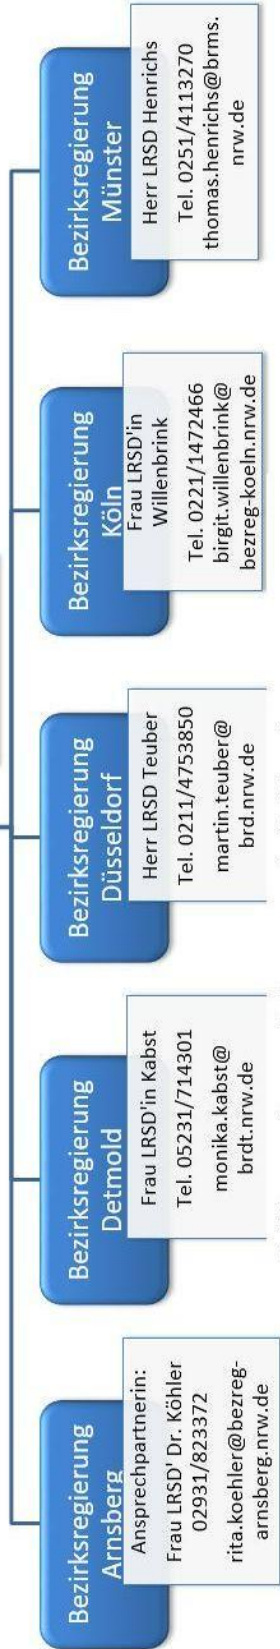 Bezirksregierung
Arnsberg
Ansprechpartnerin:
Frau LRSD' Dr. Köhler
02931/823372
rita.koehler@bezreg-
arnsberg.nrw.de
Bezirksregierung
Detmold
Frau LRSD'in Kabst
Tel. 05231/714301
monika.kabst@
brdt.nrw.de
Bezirksregierung
Düsseldorf
Herr LRSD Teuber
Tel. 0211/4753850
martin.teuber@
brd.nrw.de
Bezirksregierung
Köln
Frau LRSD'in
Willenbrink
Tel. 0221/1472466
birgit.willenbrink@
bezreg-koeln.nrw.de
Bezirksregierung
Münster
Herr LRSD Henrichs
Tel. 0251/4113270
thomas.henrichs@brms.
nrw.de